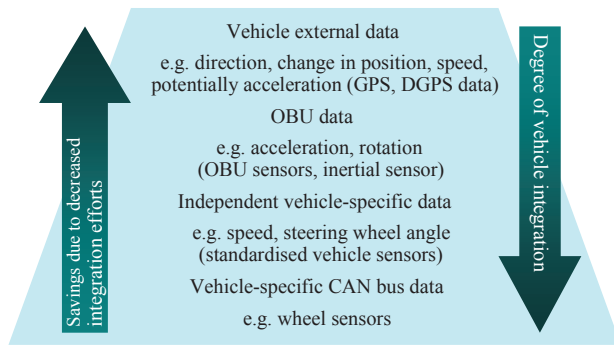 Vehicle external data
e.g. direction, change in position, speed,
potentially acceleration (GPS, DGPS data)
OBU data
e.g. acceleration, rotation
(OBU sensors, inertial sensor)
Independent vehicle-specific data
e.g. speed, steering wheel angle
(standardised vehicle sensors)
Vehicle-specific CAN bus data
e.g. wheel sensors
Savings due to decreased
integration efforts
Degree of vehicle integration